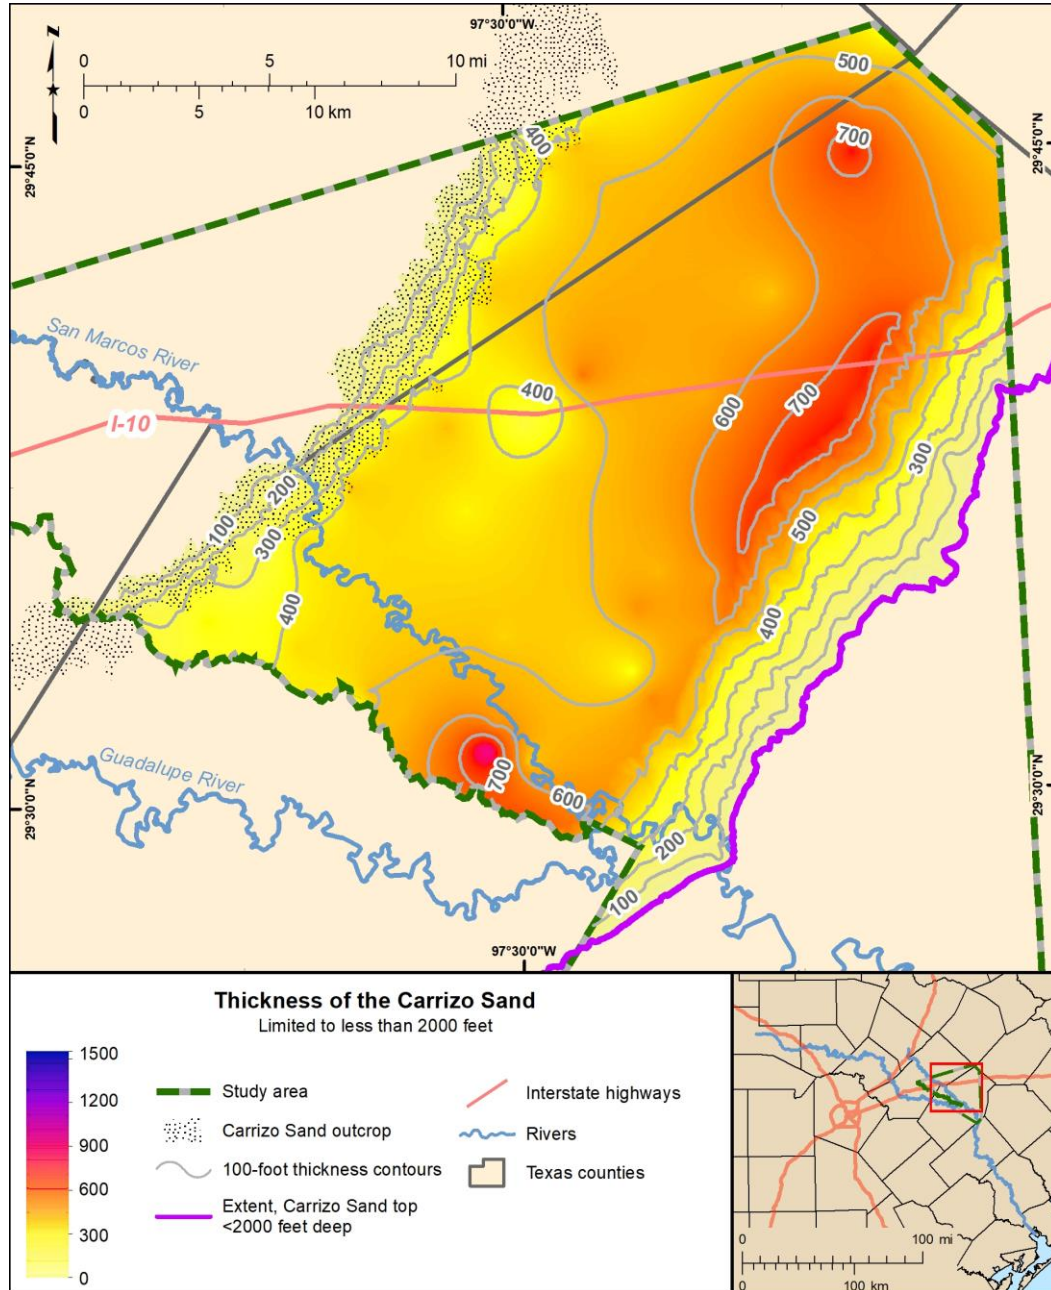 97°30'0"W
N
0 5 10 mi
0 5 10 km
29°45'0"N
29°45'0"N
500
400
700
San Marcos River
I-10
400
700
600
300
200
100
300
500
400
400
Guadalupe River
700
600
29°30'0"N
29°30'0"N
200
100
97°30'0"W
Thickness of the Carrizo Sand
Limited to less than 2000 feet
1500
1200
900
600
300
0
Study area
Carrizo Sand outcrop
100-foot thickness contours
Extent, Carrizo Sand top
<2000 feet deep
Interstate highways
Rivers
Texas counties
0 100 mi
0 100 km